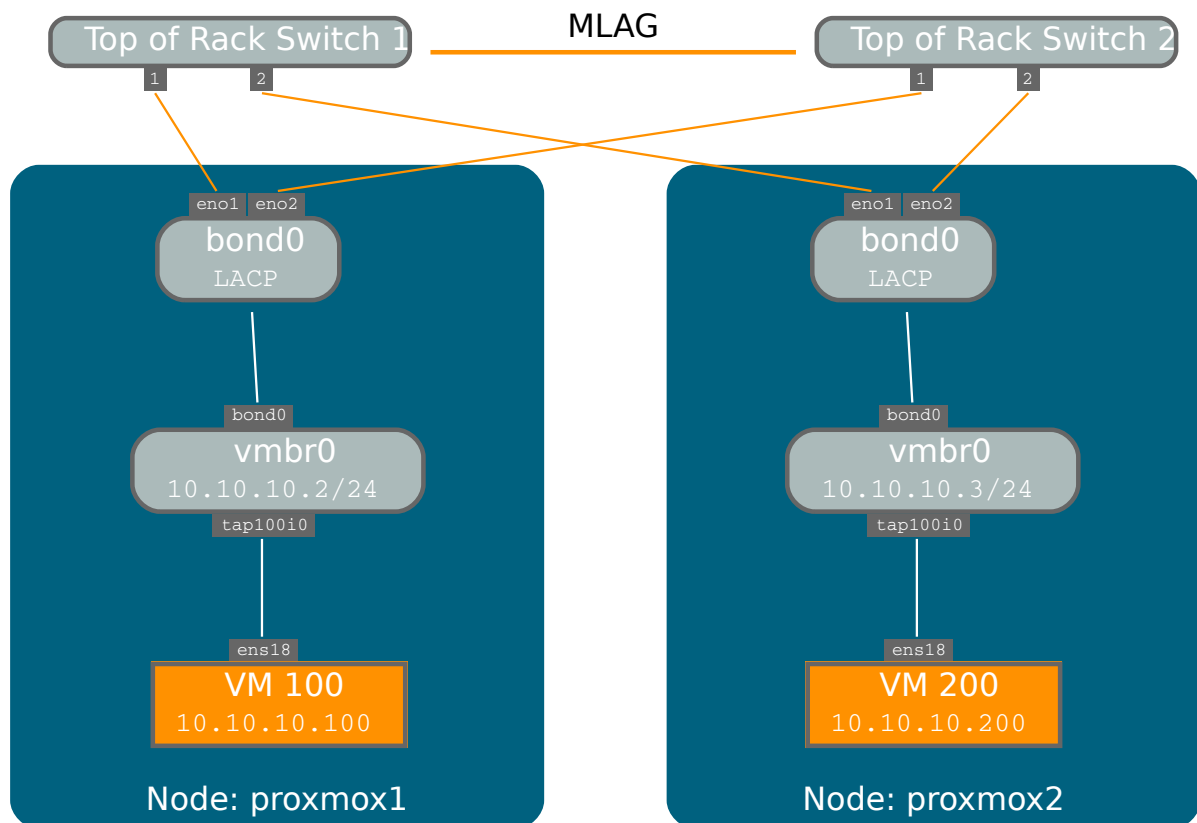 MLAG
Top of Rack Switch 1
Top of Rack Switch 2
1
2
1
2
eno1
eno2
bond0
LACP
bond0
vmbr0
10.10.10.2/24
tap100i0
ens18
VM 100
10.10.10.100
Node: proxmox1
eno1
eno2
bond0
LACP
bond0
vmbr0
10.10.10.3/24
tap100i0
ens18
VM 200
10.10.10.200
Node: proxmox2